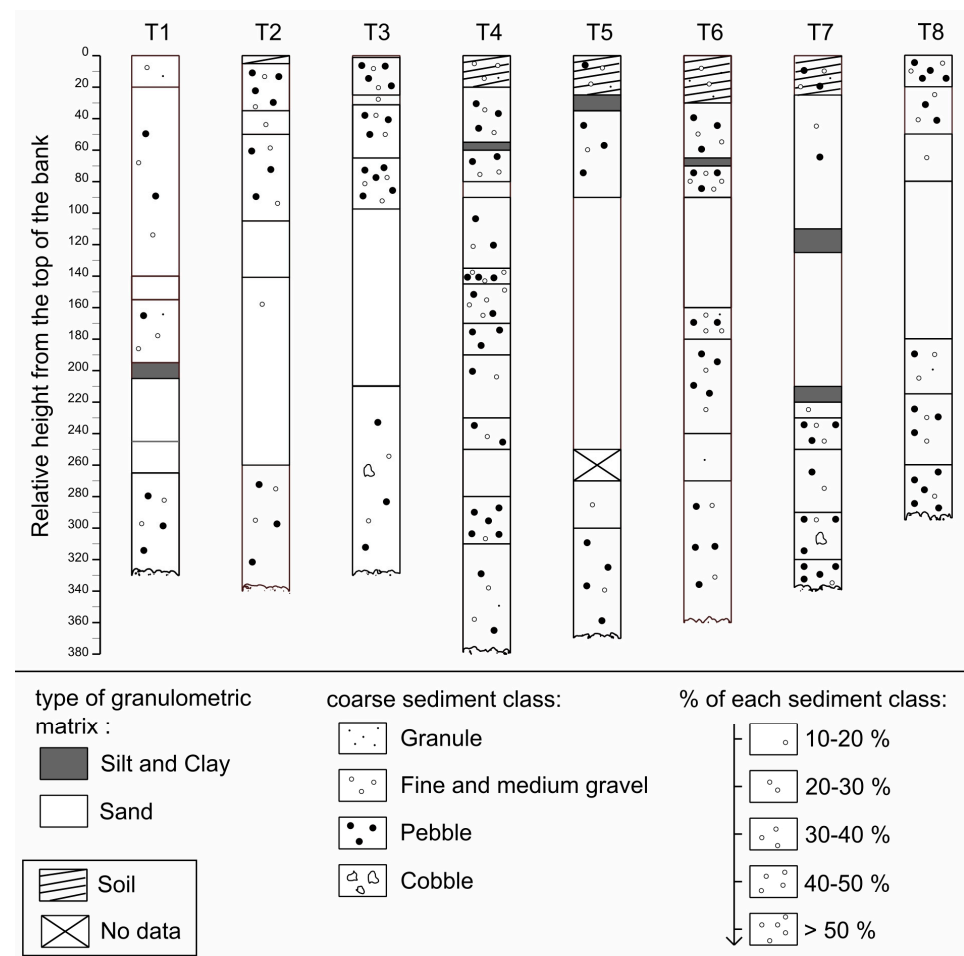 T1 T2 T3 T4 T5 T6 T7 T8
Relative height from the top of the bank
0
20
40
60
80
100
120
140
160
180
200
220
240
260
280
300
320
340
360
380
type of granulometric
matrix :
Silt and Clay
Sand
Soil
No data
coarse sediment class:
Granule
Fine and medium gravel
Pebble
Cobble
% of each sediment class:
10-20 %
20-30 %
30-40 %
40-50 %
> 50 %